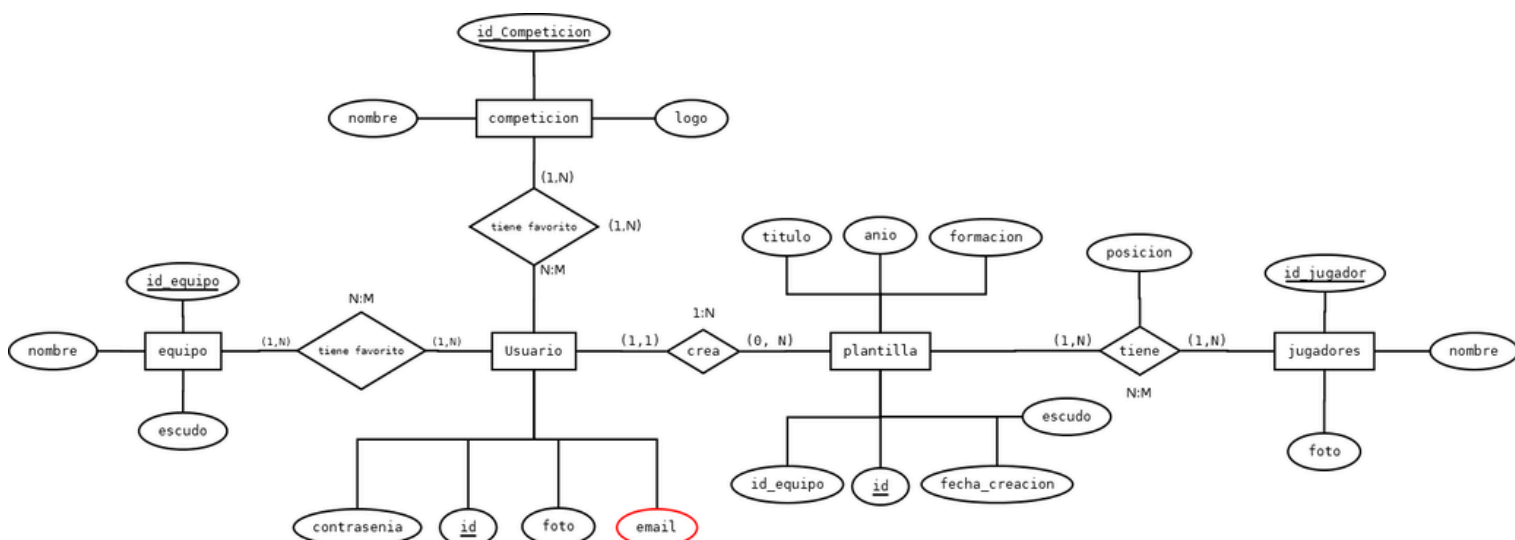 id_Competicion
nombre
competicion
logo
(1,N)
tiene favorito
(1,N)
N:M
titulo
anio
formacion
posicion
id_jugador
id_equipo
N:M
1:N
nombre
equipo
(1,N)
tiene favorito
(1,N)
Usuario
(1,1)
crea
(0, N)
plantilla
(1,N)
tiene
(1,N)
jugadores
nombre
N:M
escudo
escudo
foto
id_equipo
id
fecha_creacion
contrasenia
id
foto
email